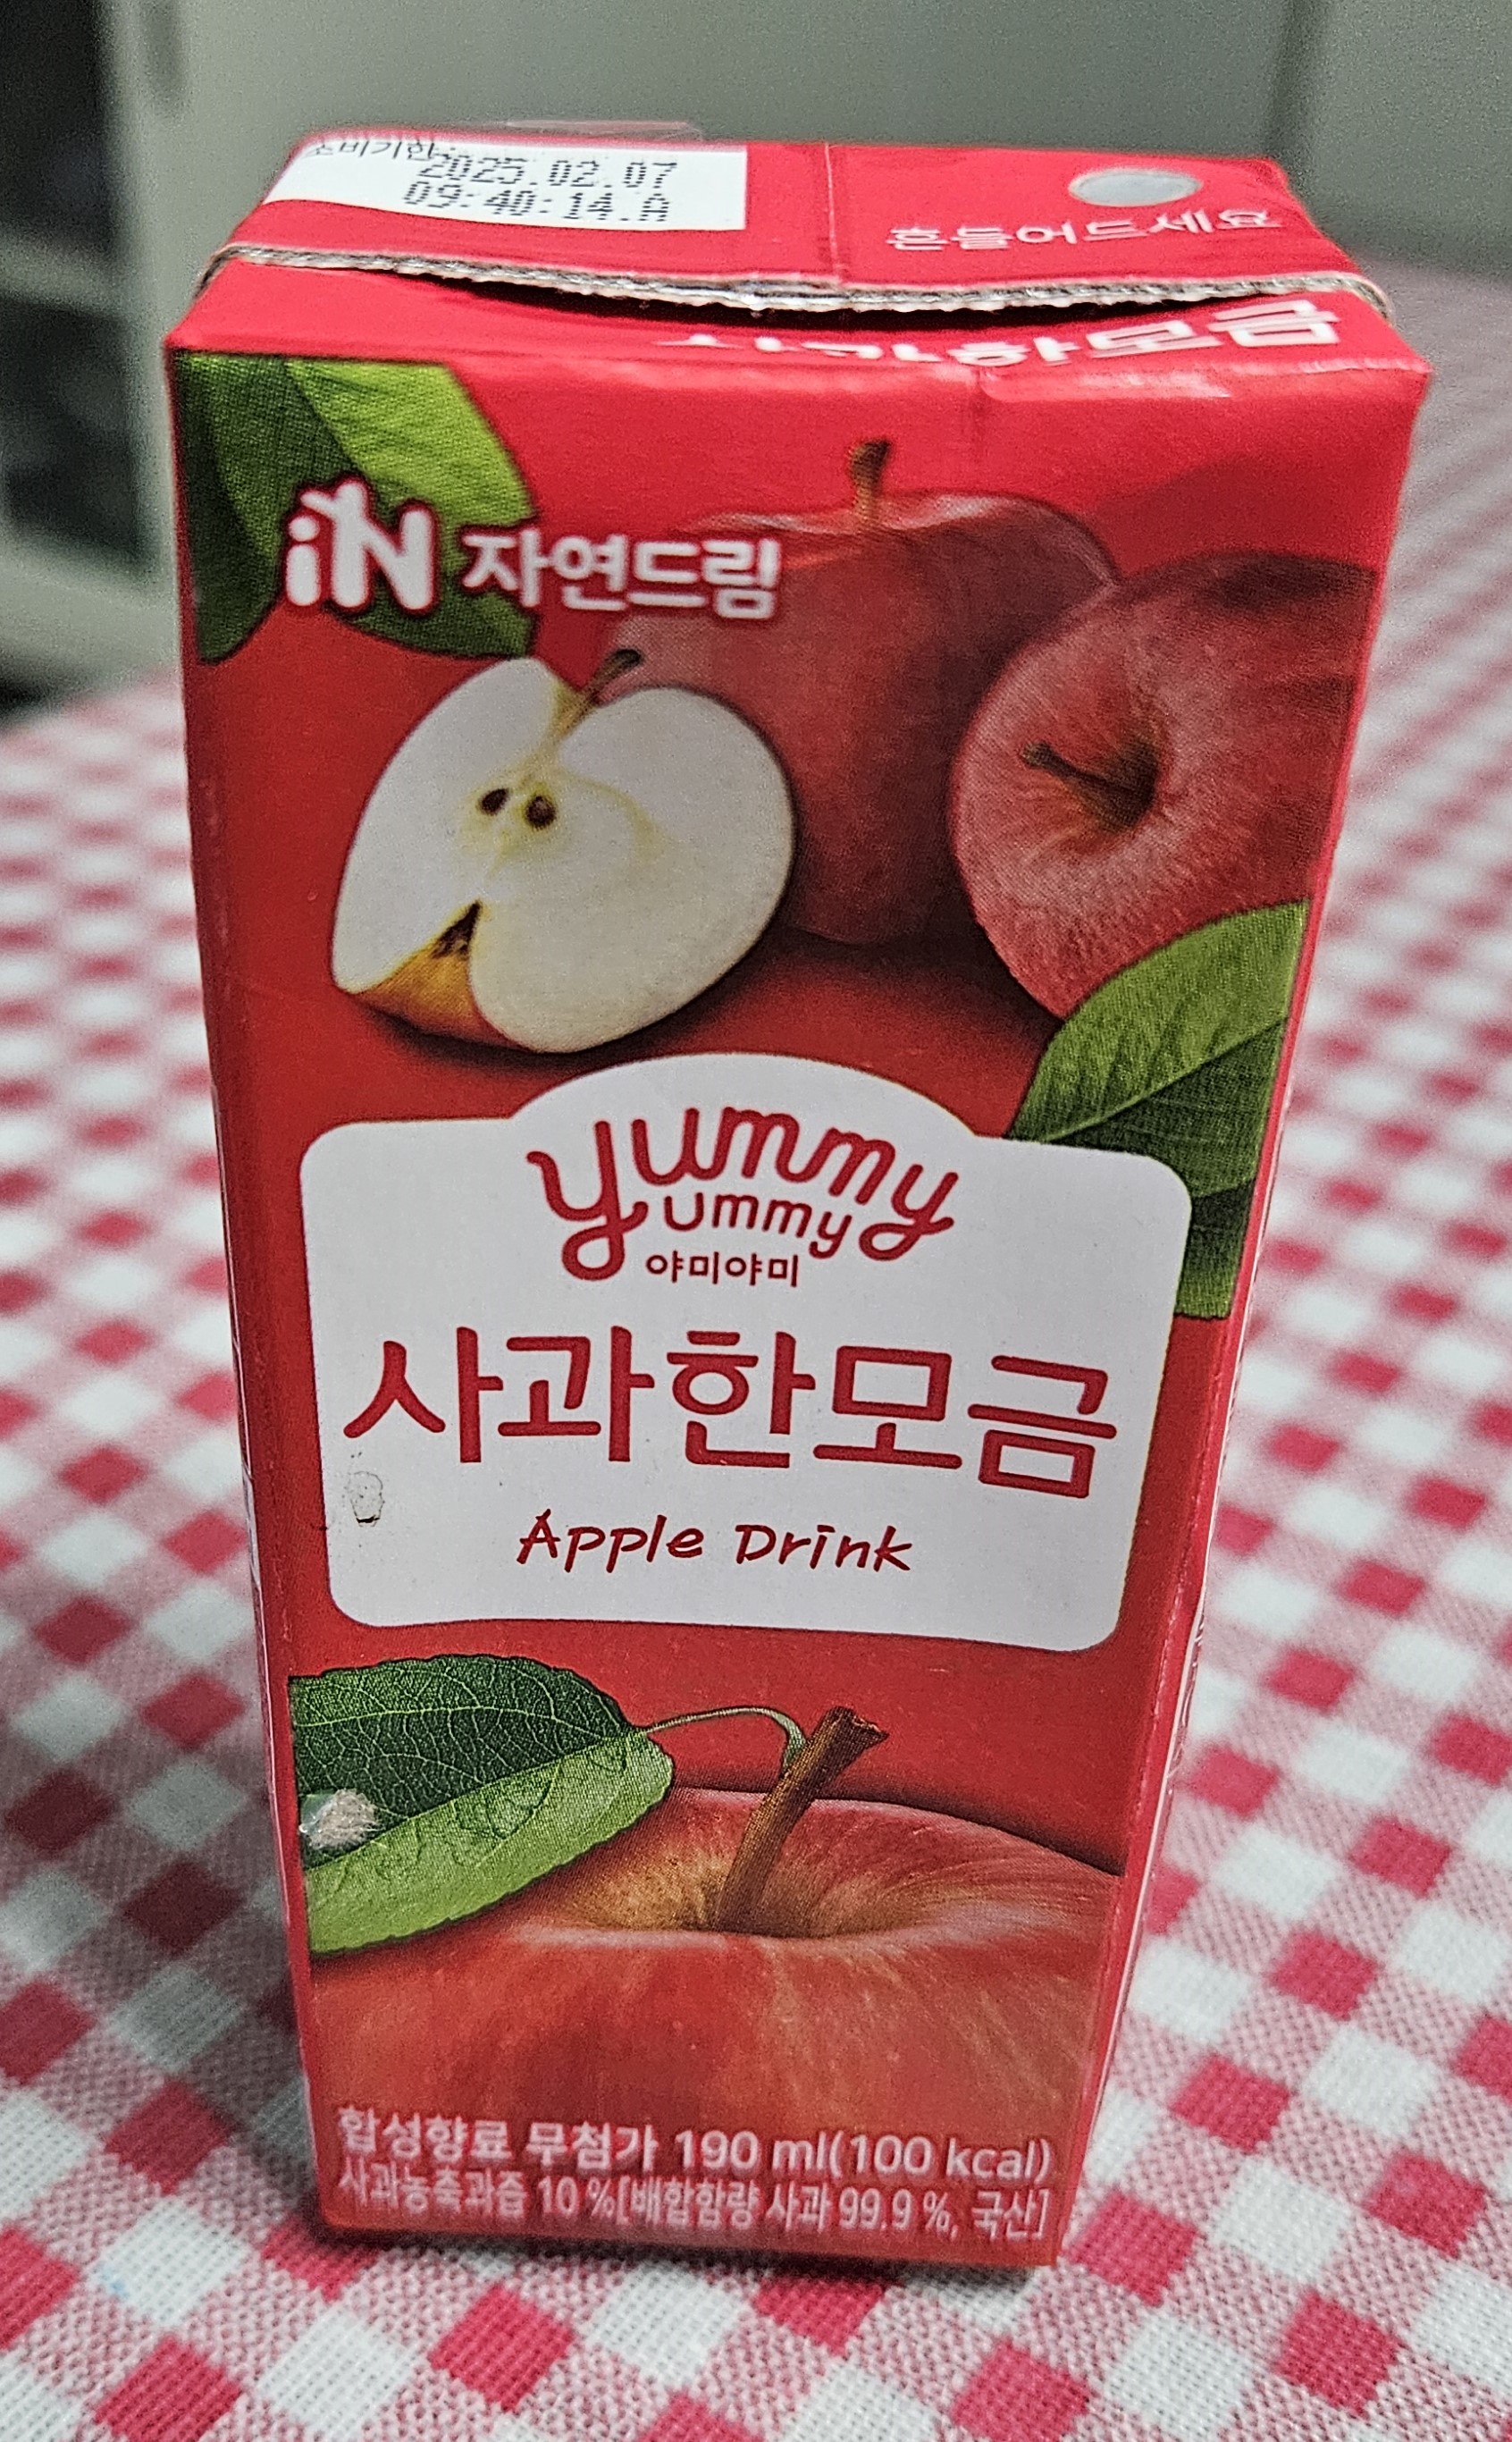 소비기한:
2025.02.07
09:40:14.A
흔들어드세요
사과한모금
iN 자연드림
yummy
yummy
야미야미
사과한모금
Apple Drink
합성향료 무첨가 190 ml(100 kcal)
사과농축과즙 10 %[배합함량 사과 99.9 %, 국산]